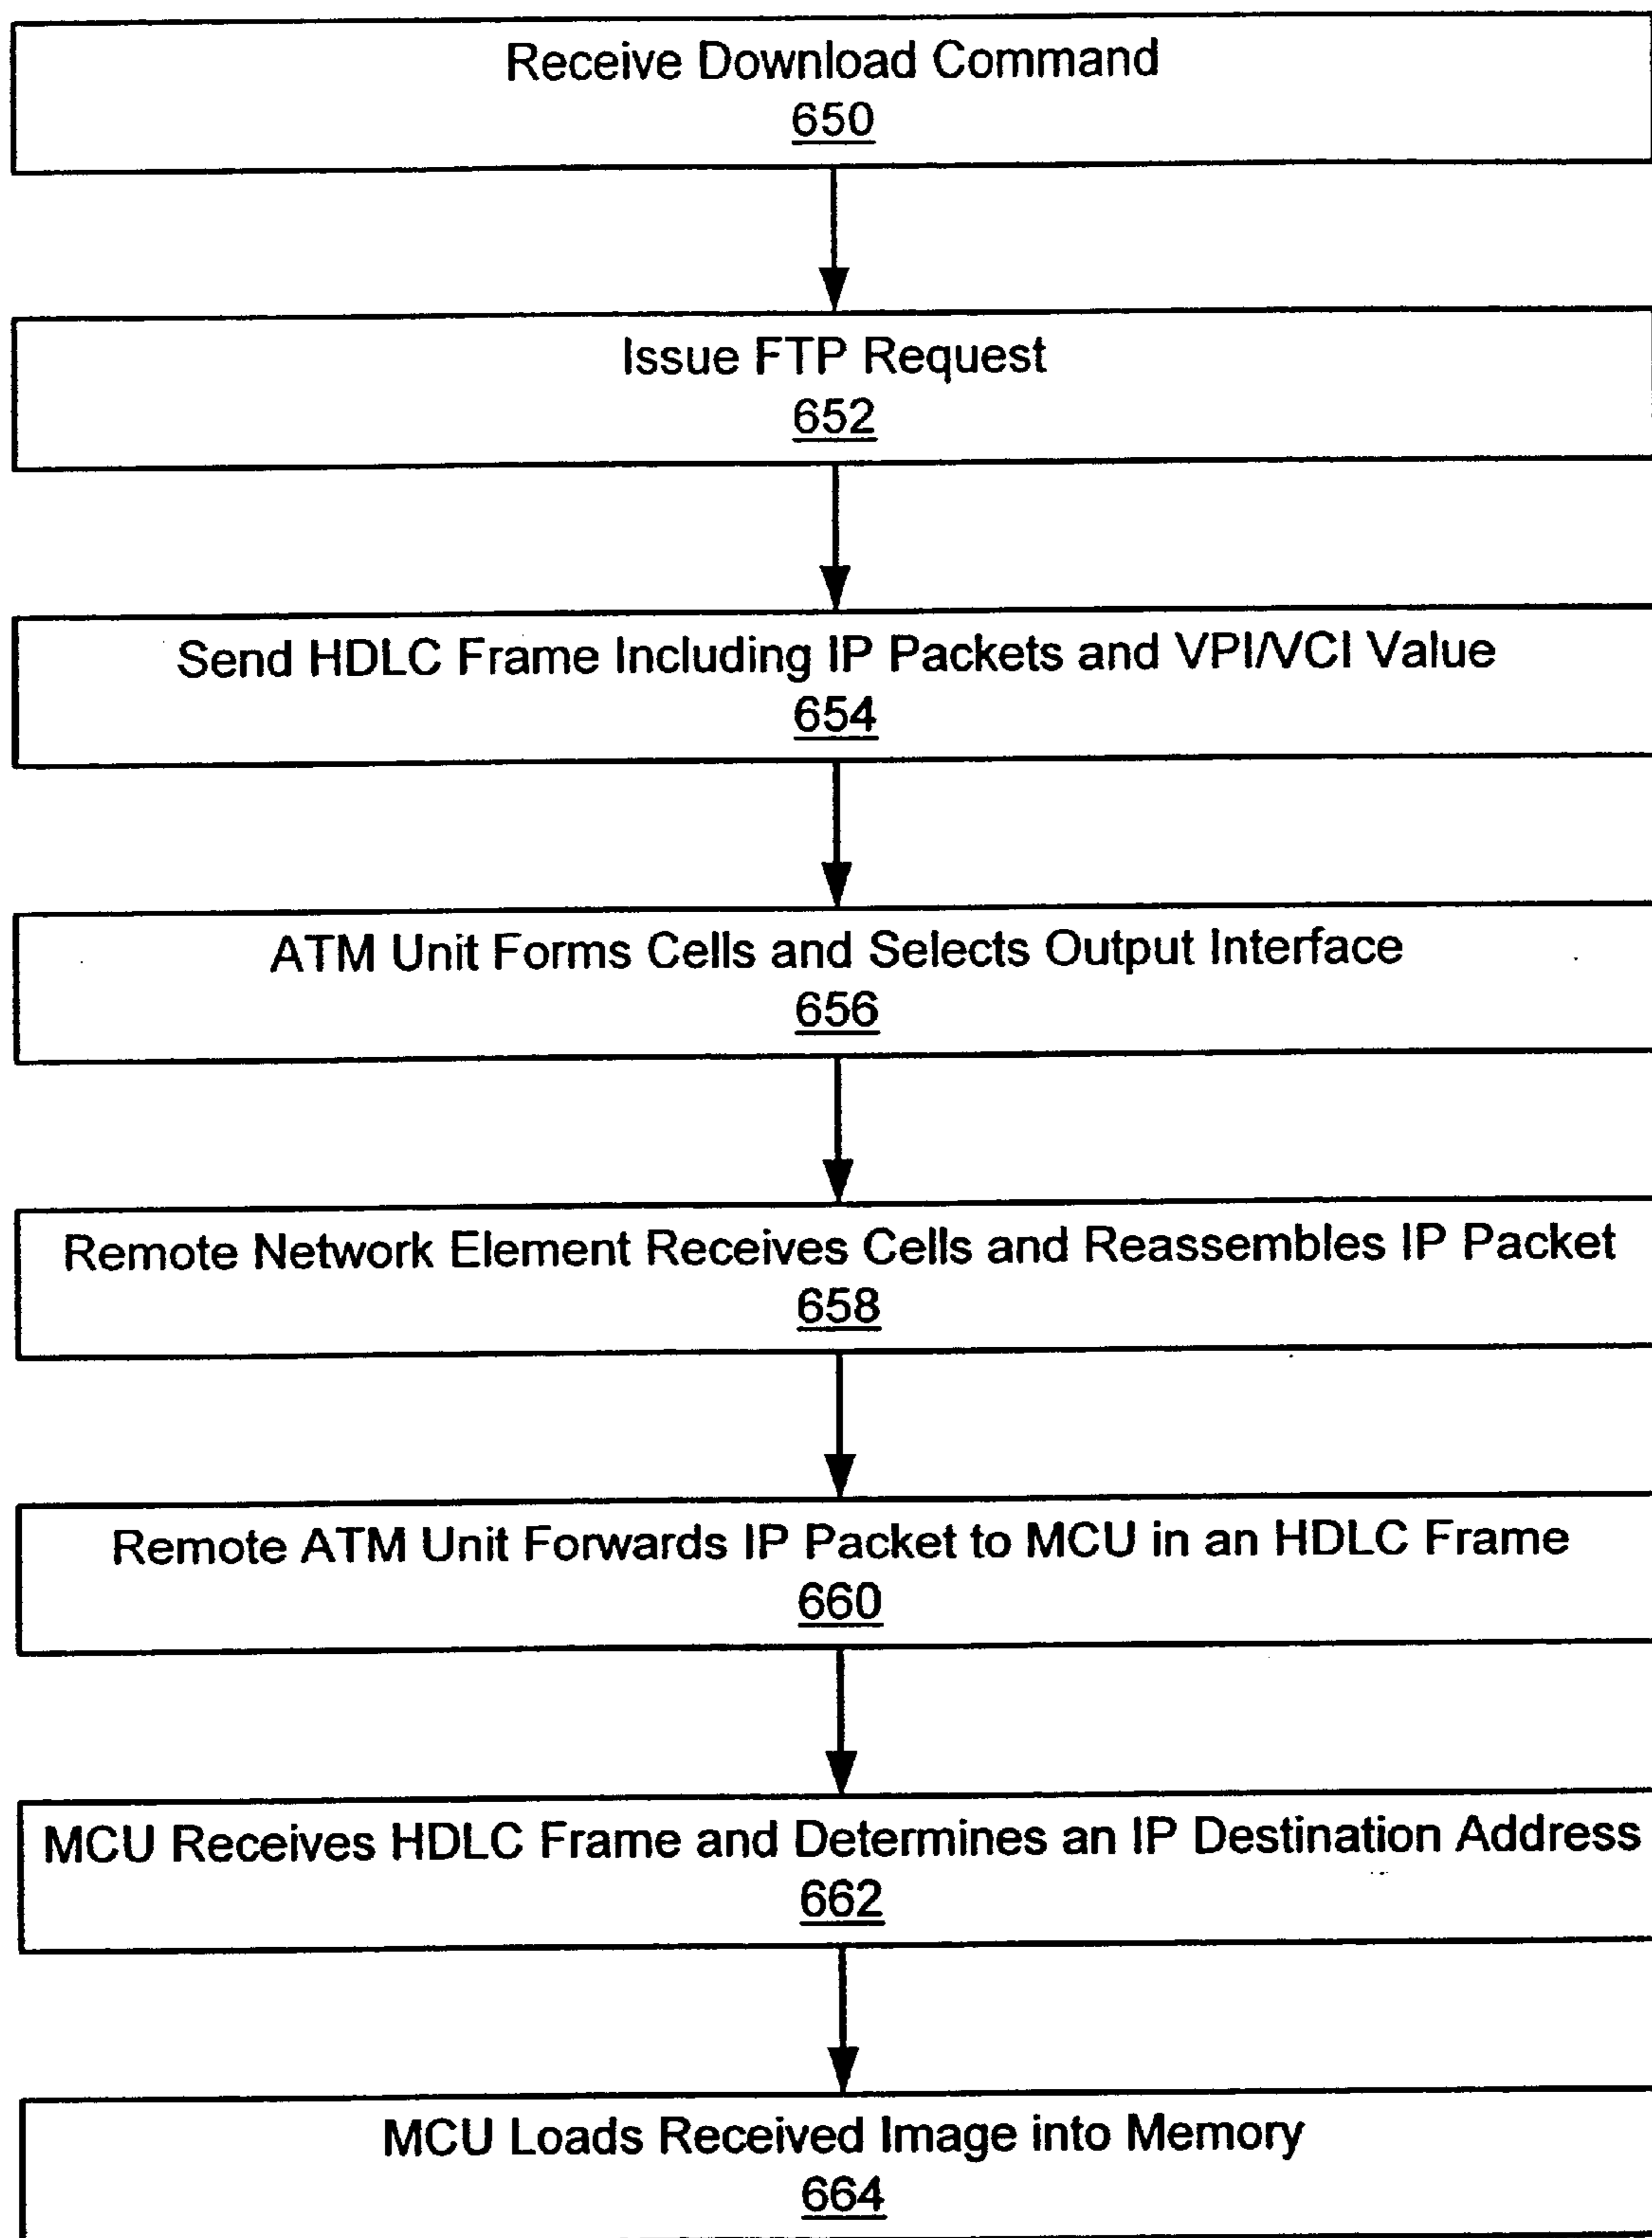 Receive Download Command
650
Issue FTP Request
652
Send HDLC Frame Including IP Packets and VPI/VCI Value
654
ATM Unit Forms Cells and Selects Output Interface
656
Remote Network Element Receives Cells and Reassembles IP Packet
658
Remote ATM Unit Forwards IP Packet to MCU in an HDLC Frame
660
MCU Receives HDLC Frame and Determines an IP Destination Address
662
MCU Loads Received Image into Memory
664